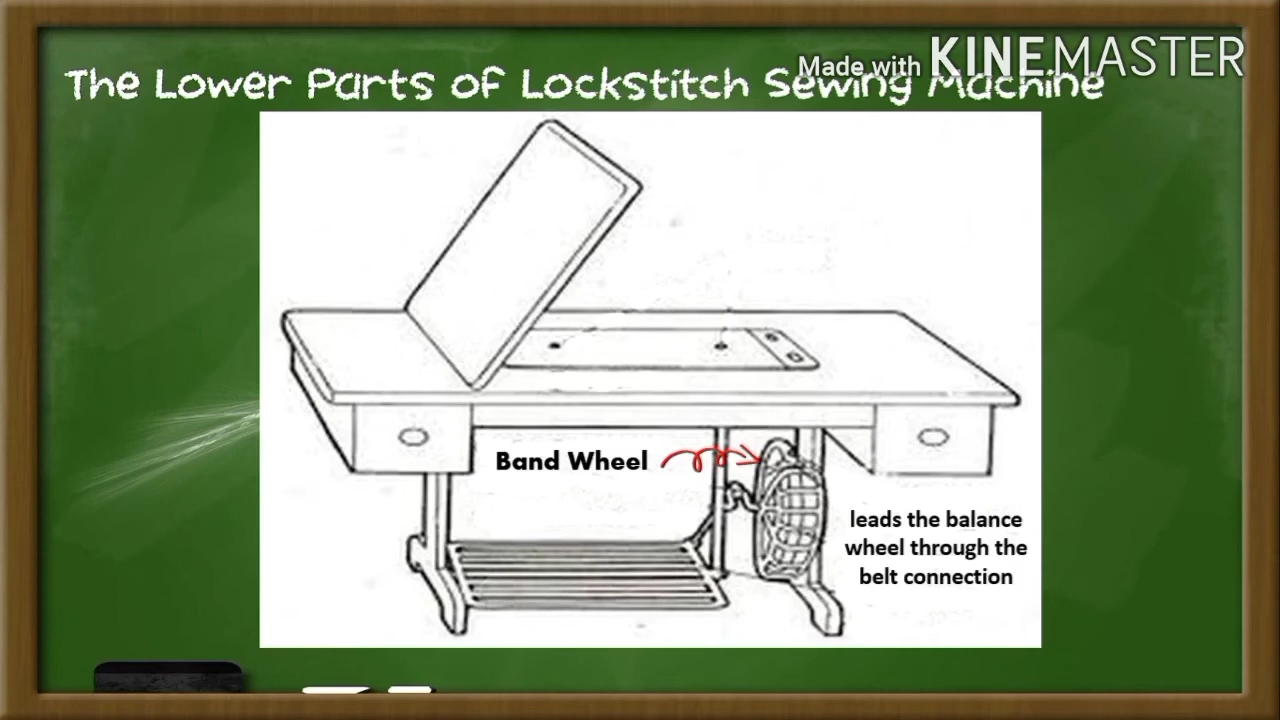 Made with KINEMASTER
The Lower Parts of Lockstitch Sewing Machine
Band Wheel
leads the balance
wheel through the
belt connection